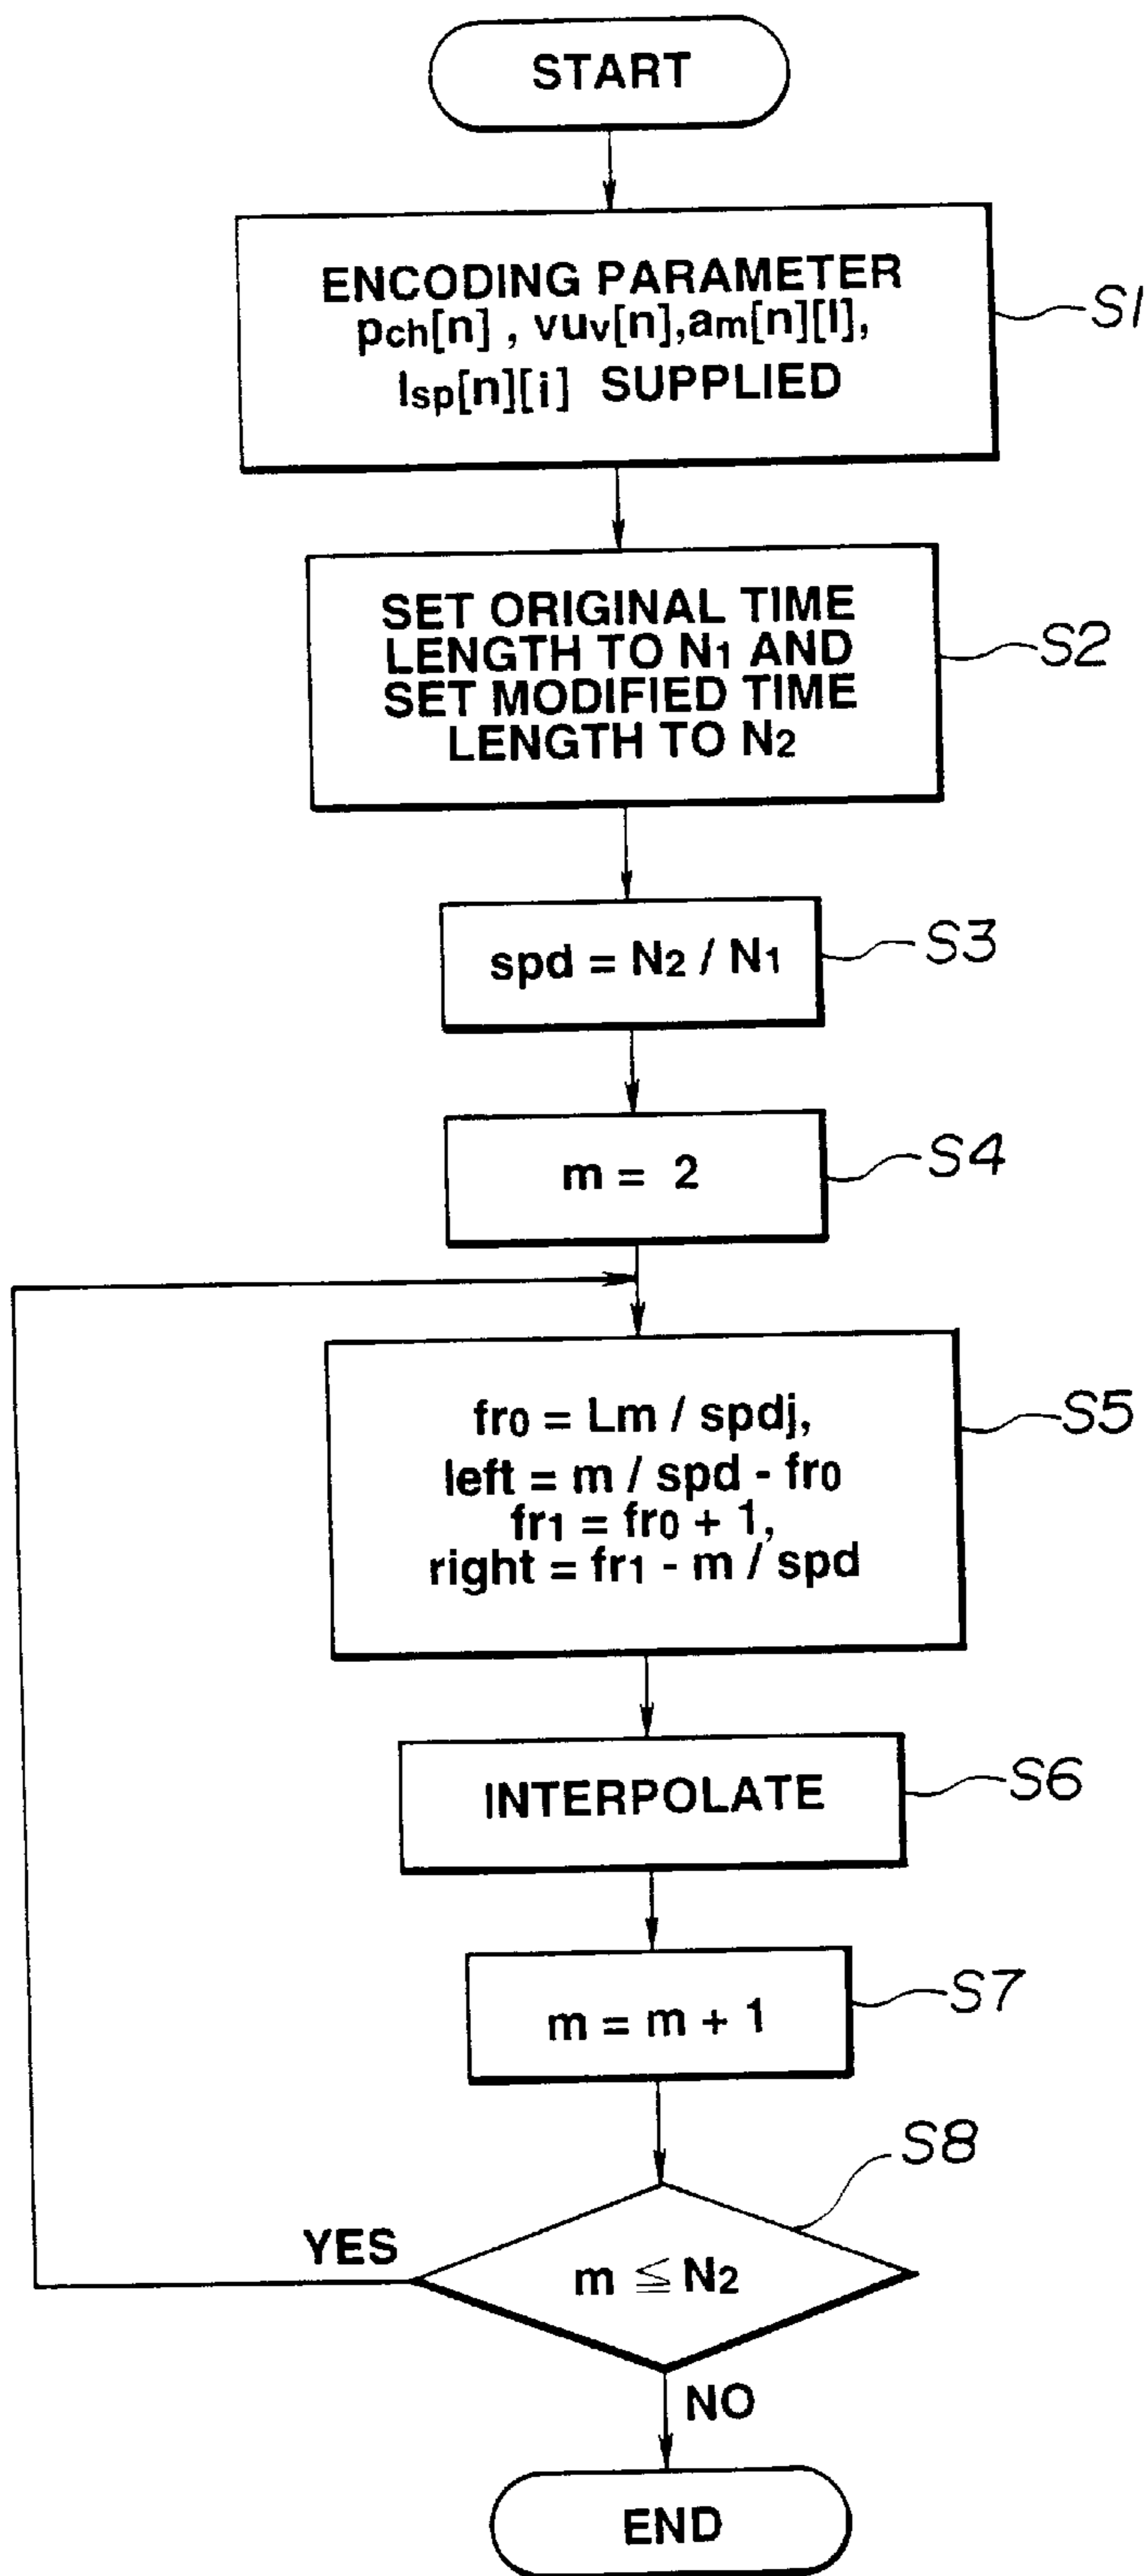 START
ENCODING PARAMETER
pch[n] , vuv[n],am[n][l],
lsp[n][i] SUPPLIED
S1
SET ORIGINAL TIME
LENGTH TO N1 AND
SET MODIFIED TIME
LENGTH TO N2
S2
spd = N2 / N1
S3
m = 2
S4
fr0 = Lm / spdj,
left = m / spd - fr0
fr1 = fr0 + 1,
right = fr1 - m / spd
S5
INTERPOLATE
S6
m = m + 1
S7
S8
YES
m ≦ N2
NO
END